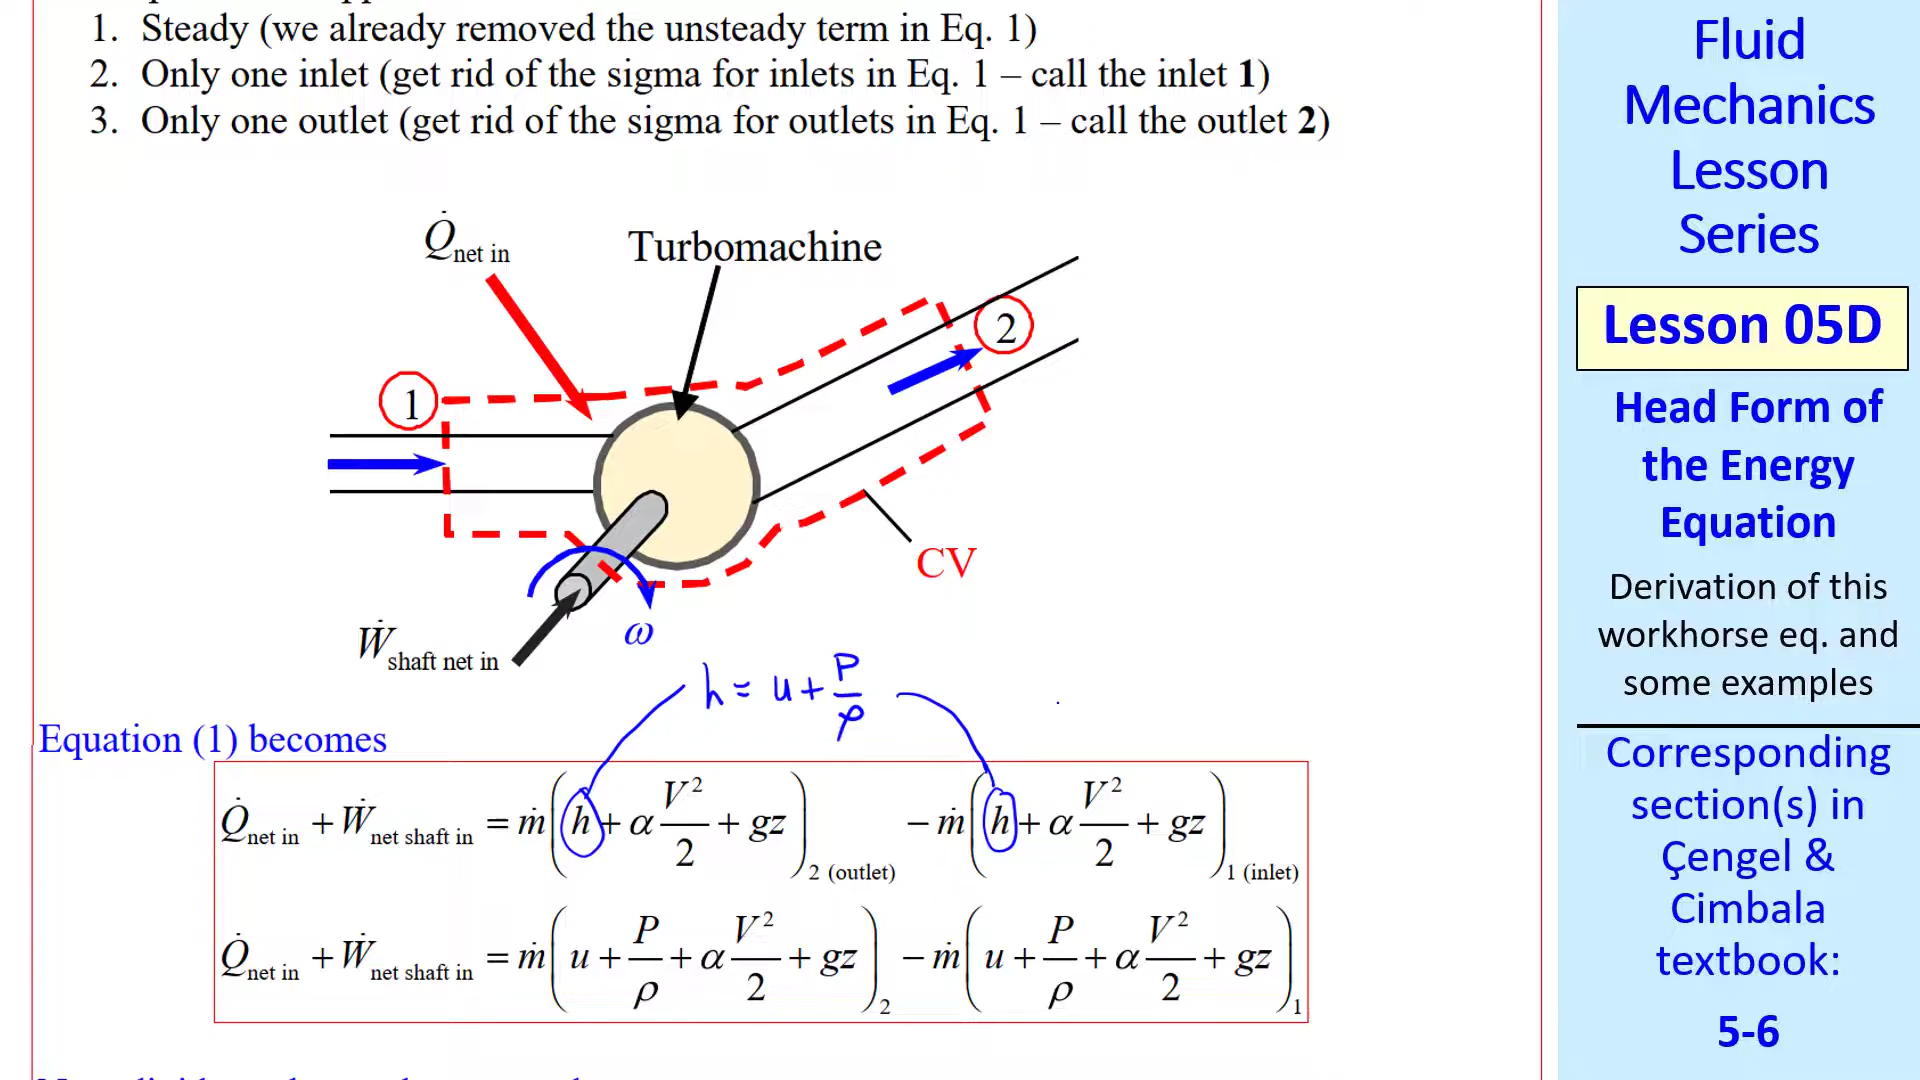 1. Steady (we already removed the unsteady term in Eq. 1)
2. Only one inlet (get rid of the sigma for inlets in Eq. 1 – call the inlet 1)
3. Only one outlet (get rid of the sigma for outlets in Eq. 1 – call the outlet 2)
Q̇ net in
Turbomachine
1
2
CV
ω
Ẇ shaft net in
h = u + P/ρ
Equation (1) becomes
Q̇ net in + Ẇ net shaft in = ṁ(h + α V²/2 + gz) 2 (outlet) − ṁ(h + α V²/2 + gz) 1 (inlet)
Q̇ net in + Ẇ net shaft in = ṁ(u + P/ρ + α V²/2 + gz) 2 − ṁ(u + P/ρ + α V²/2 + gz) 1
Fluid
Mechanics
Lesson
Series
Lesson 05D
Head Form of
the Energy
Equation
Derivation of this
workhorse eq. and
some examples
Corresponding
section(s) in
Çengel &
Cimbala
textbook:
5-6